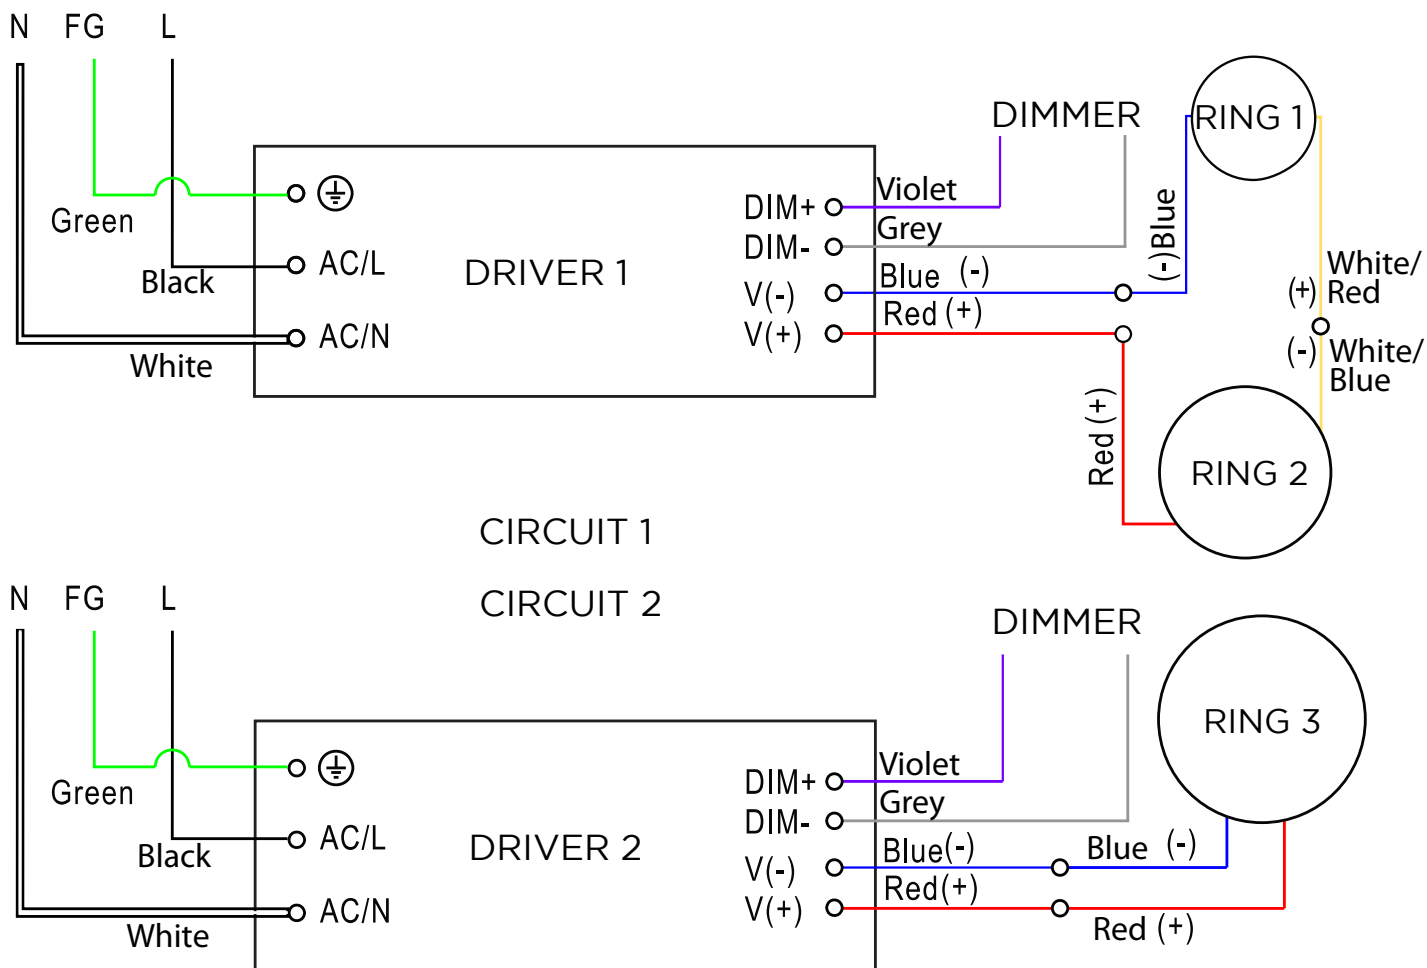 N FG L
DIMMER
RING 1
Green
Black
White
AC/L
AC/N
DRIVER 1
DIM+
DIM-
V(-)
V(+)
Violet
Grey
Blue (-)
Red (+)
(-)Blue
White/
Red
(+)
(-)
White/
Blue
Red (+)
RING 2
CIRCUIT 1
CIRCUIT 2
N FG L
DIMMER
RING 3
Green
Black
White
AC/L
AC/N
DRIVER 2
DIM+
DIM-
V(-)
V(+)
Violet
Grey
Blue(-)
Red(+)
Blue (-)
Red (+)